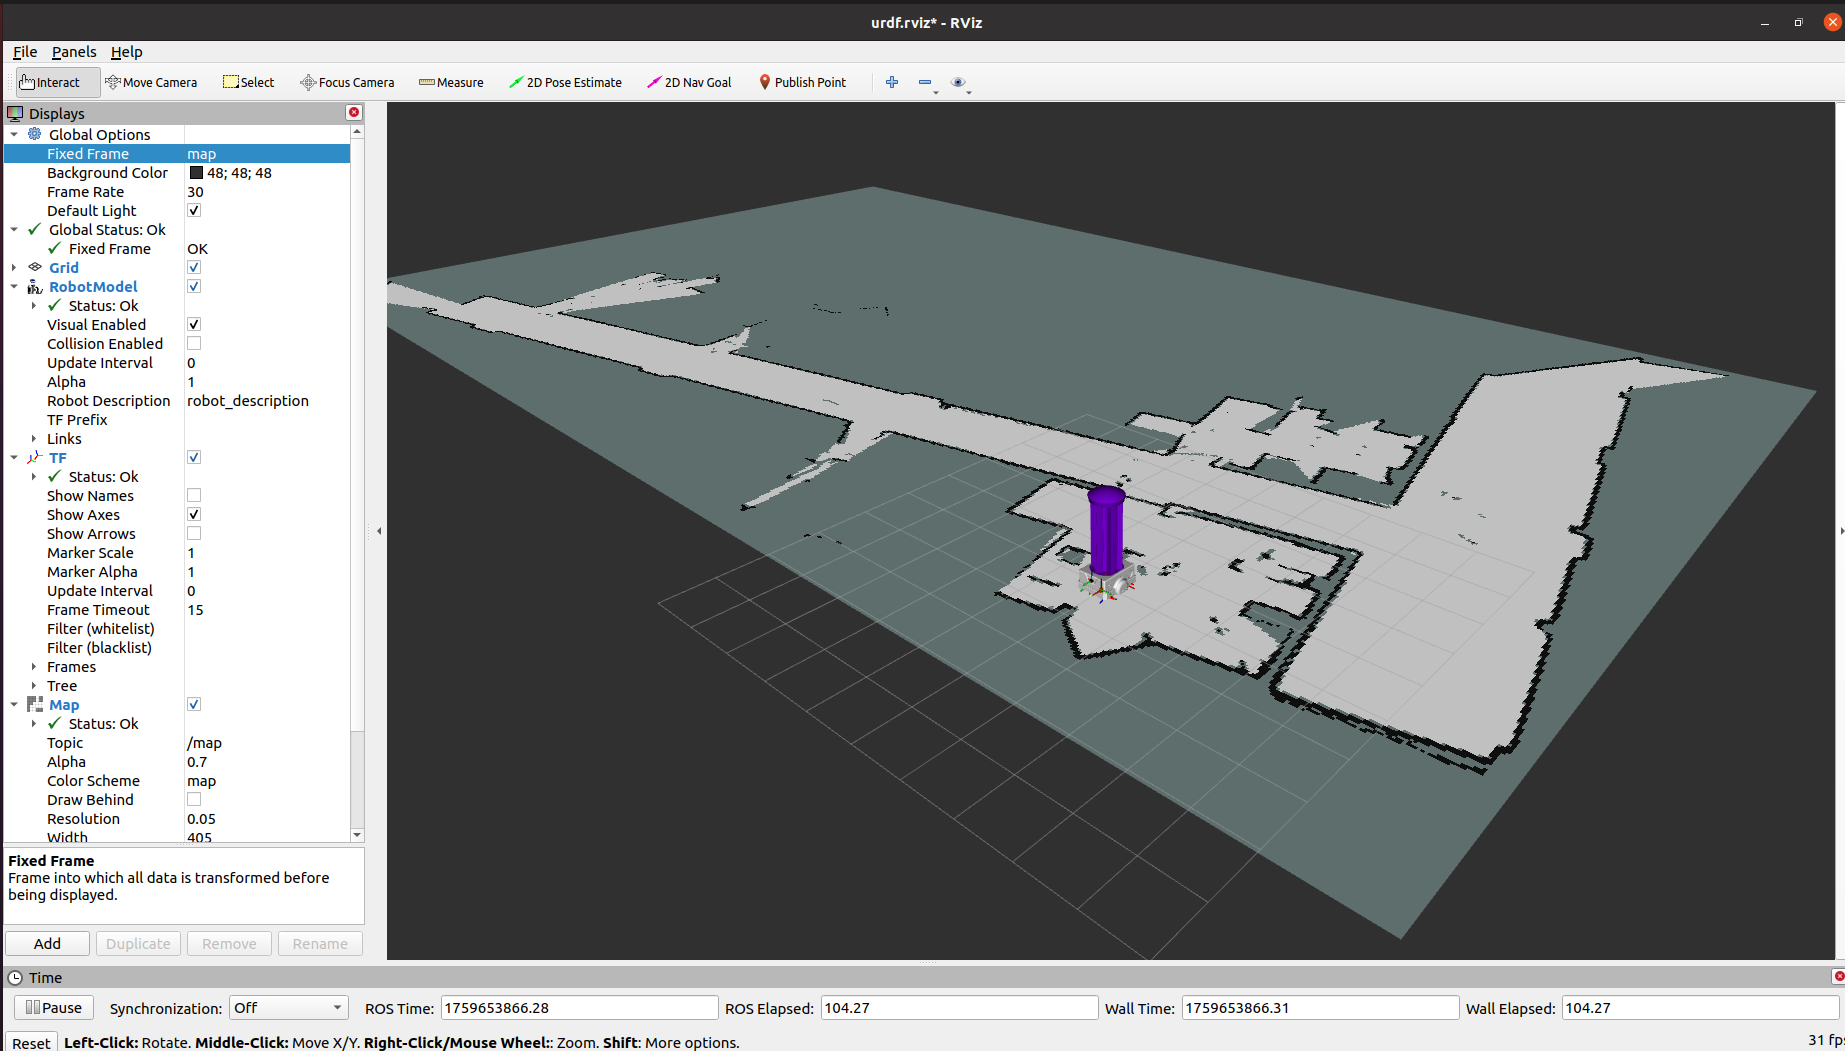 urdf.rviz* - RViz
File Panels Help
Interact Move Camera Select Focus Camera Measure 2D Pose Estimate 2D Nav Goal Publish Point
Displays
Global Options
Fixed Frame map
Background Color 48; 48; 48
Frame Rate 30
Default Light
Global Status: Ok
Fixed Frame OK
Grid
RobotModel
Status: Ok
Visual Enabled
Collision Enabled
Update Interval 0
Alpha 1
Robot Description robot_description
TF Prefix
Links
TF
Status: Ok
Show Names
Show Axes
Show Arrows
Marker Scale 1
Marker Alpha 1
Update Interval 0
Frame Timeout 15
Filter (whitelist)
Filter (blacklist)
Frames
Tree
Map
Status: Ok
Topic /map
Alpha 0.7
Color Scheme map
Draw Behind
Resolution 0.05
Width 405
Fixed Frame
Frame into which all data is transformed before
being displayed.
Add Duplicate Remove Rename
Time
Pause Synchronization: Off ROS Time: 1759653866.28 ROS Elapsed: 104.27 Wall Time: 1759653866.31 Wall Elapsed: 104.27
Reset Left-Click: Rotate. Middle-Click: Move X/Y. Right-Click/Mouse Wheel:: Zoom. Shift: More options. 31 fps